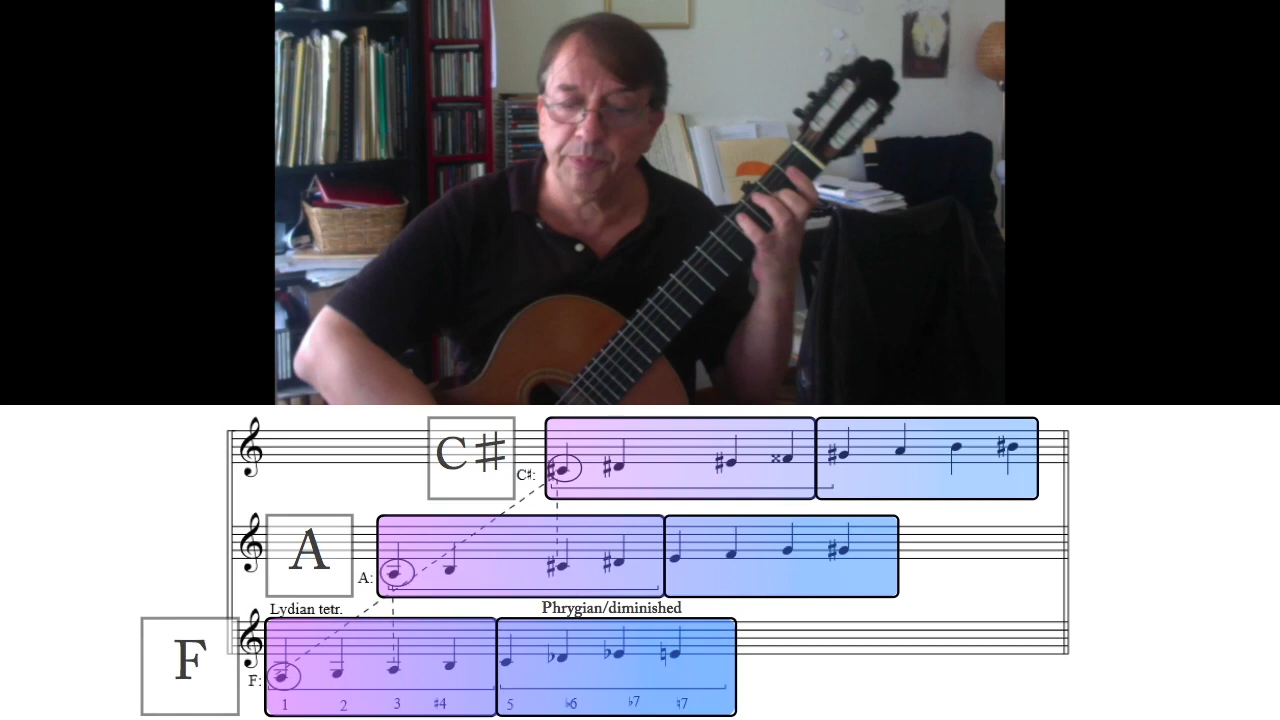 C♯
C♯:
A
A:
Lydian tetr. Phrygian/diminished
F
F:
1 2 3 ♯4 5 ♭6 ♭7 ♮7